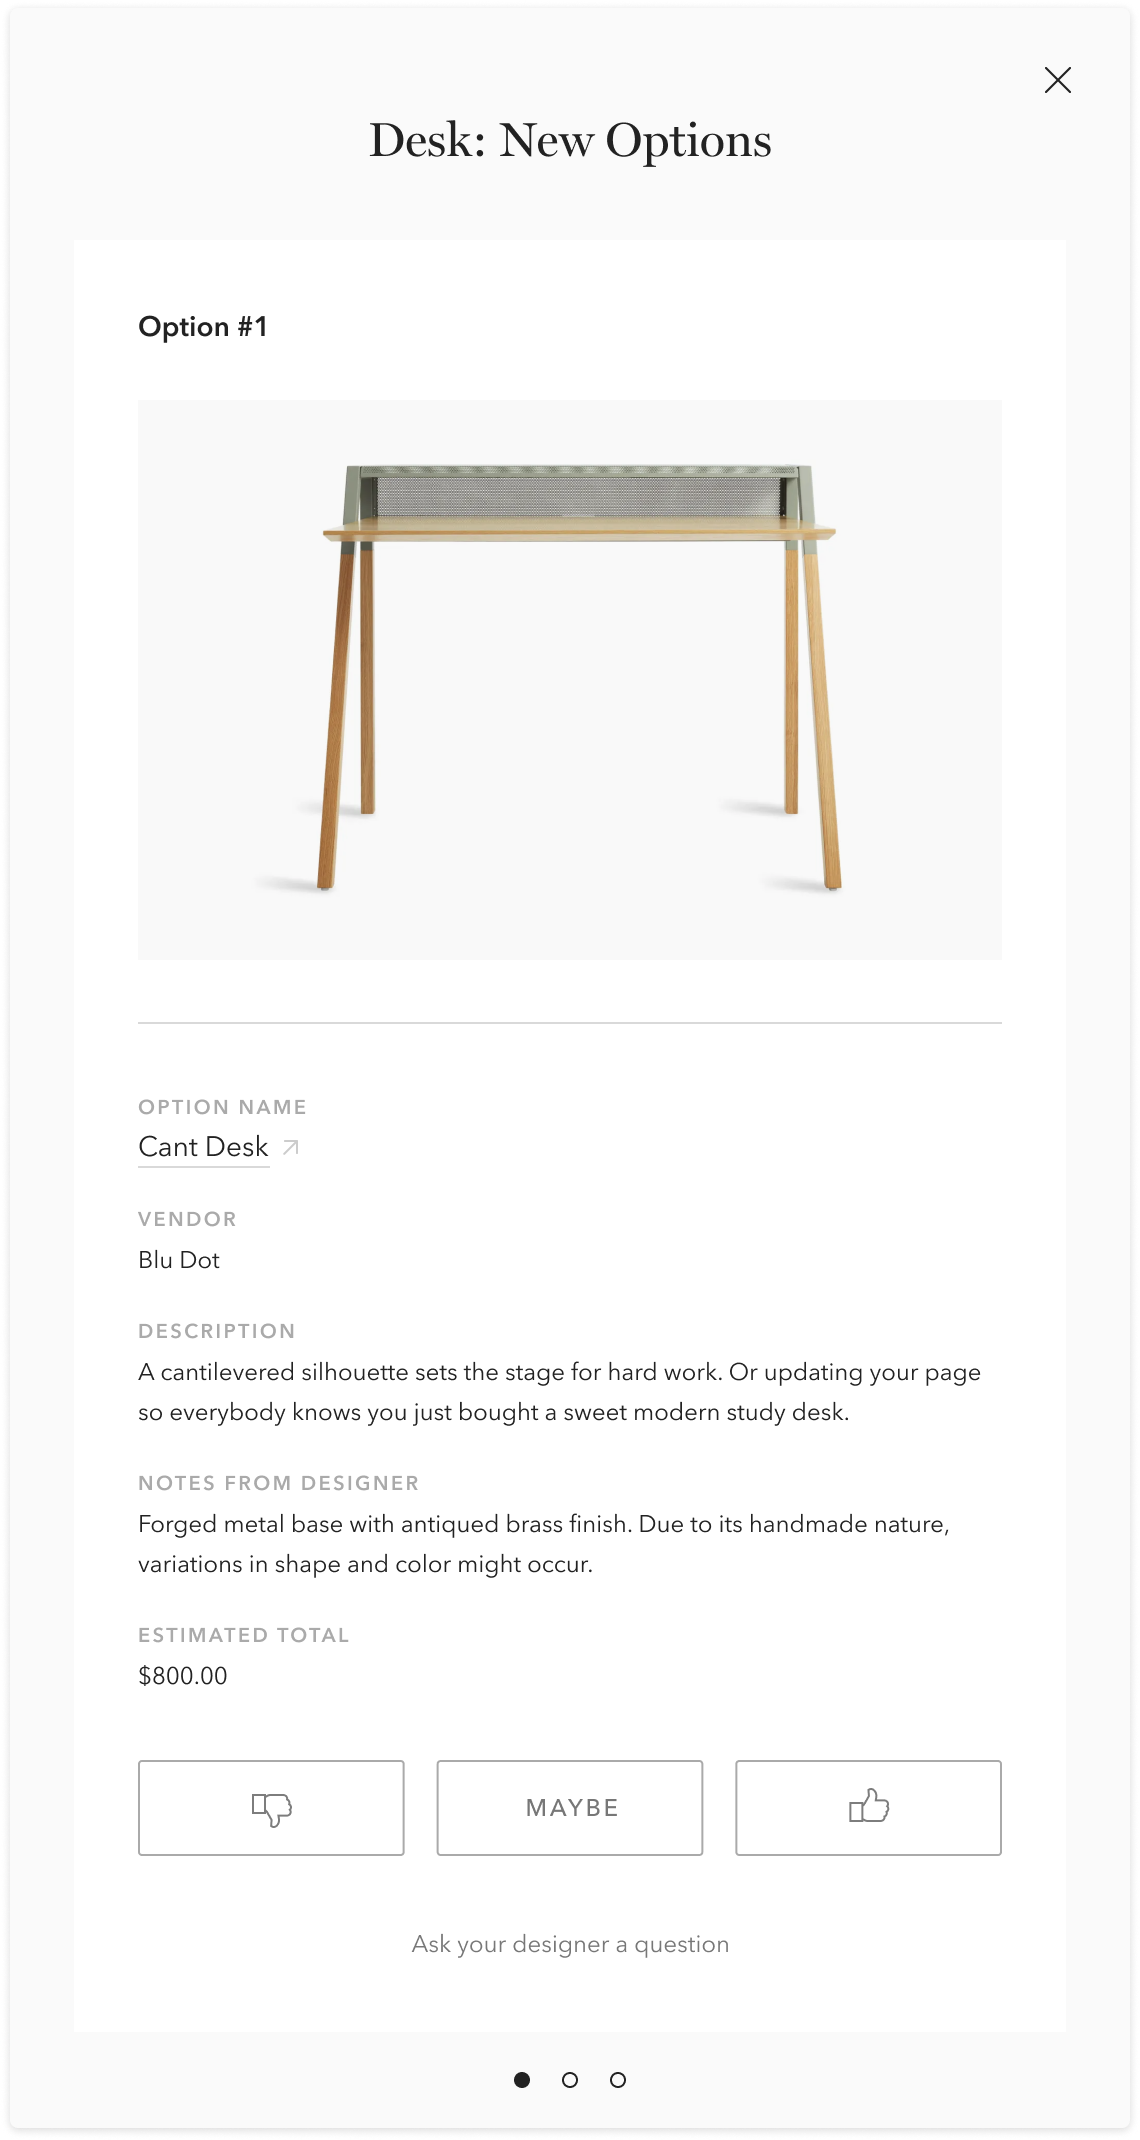 Desk: New Options
Option #1
OPTION NAME
Cant Desk
VENDOR
Blu Dot
DESCRIPTION
A cantilevered silhouette sets the stage for hard work. Or updating your page
so everybody knows you just bought a sweet modern study desk.
NOTES FROM DESIGNER
Forged metal base with antiqued brass finish. Due to its handmade nature,
variations in shape and color might occur.
ESTIMATED TOTAL
$800.00
MAYBE
Ask your designer a question